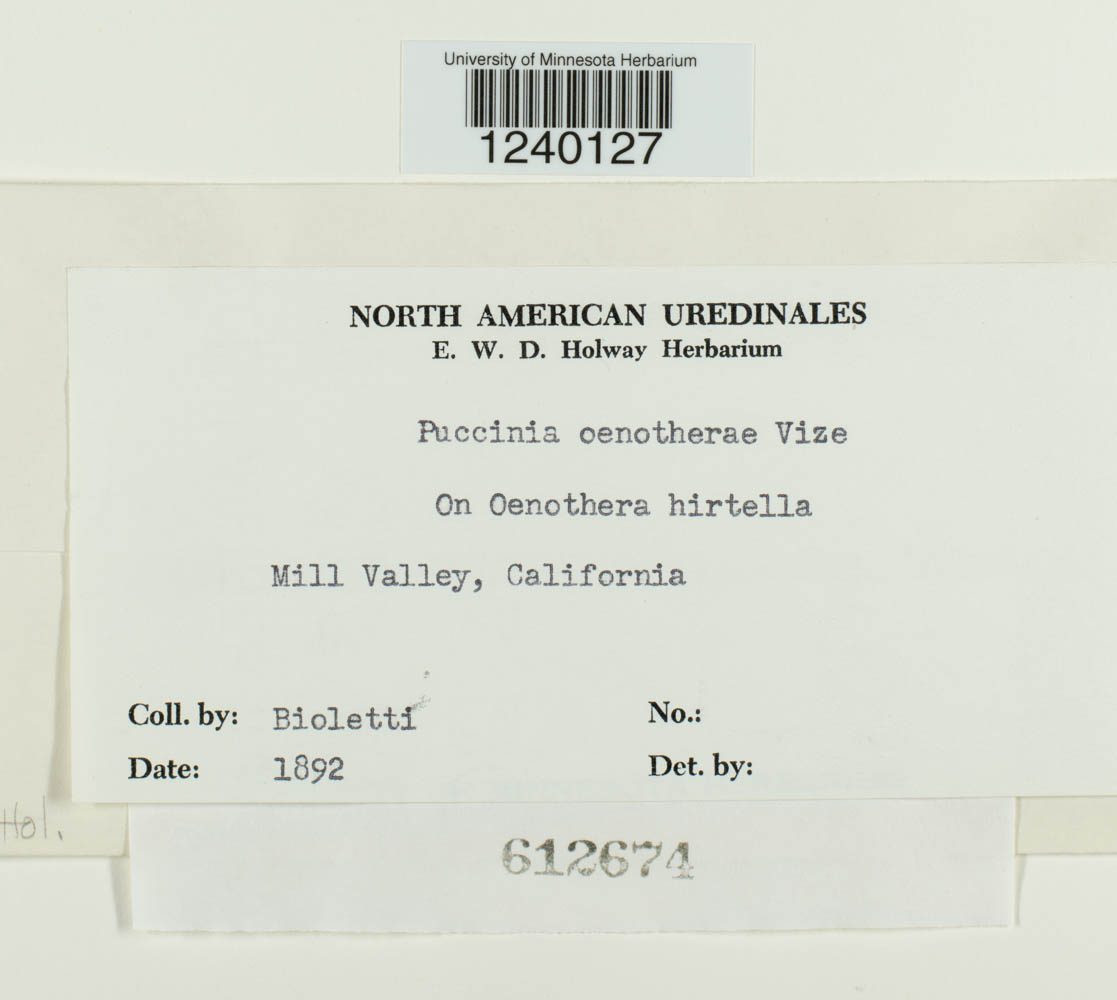 University of Minnesota Herbarium
1240127
NORTH AMERICAN UREDINALES
E. W. D. Holway Herbarium
Puccinia oenotherae Vize
On Oenothera hirtella
Mill Valley, California
Coll. by: Bioletti No.:
Date: 1892 Det. by:
Hol.
612674